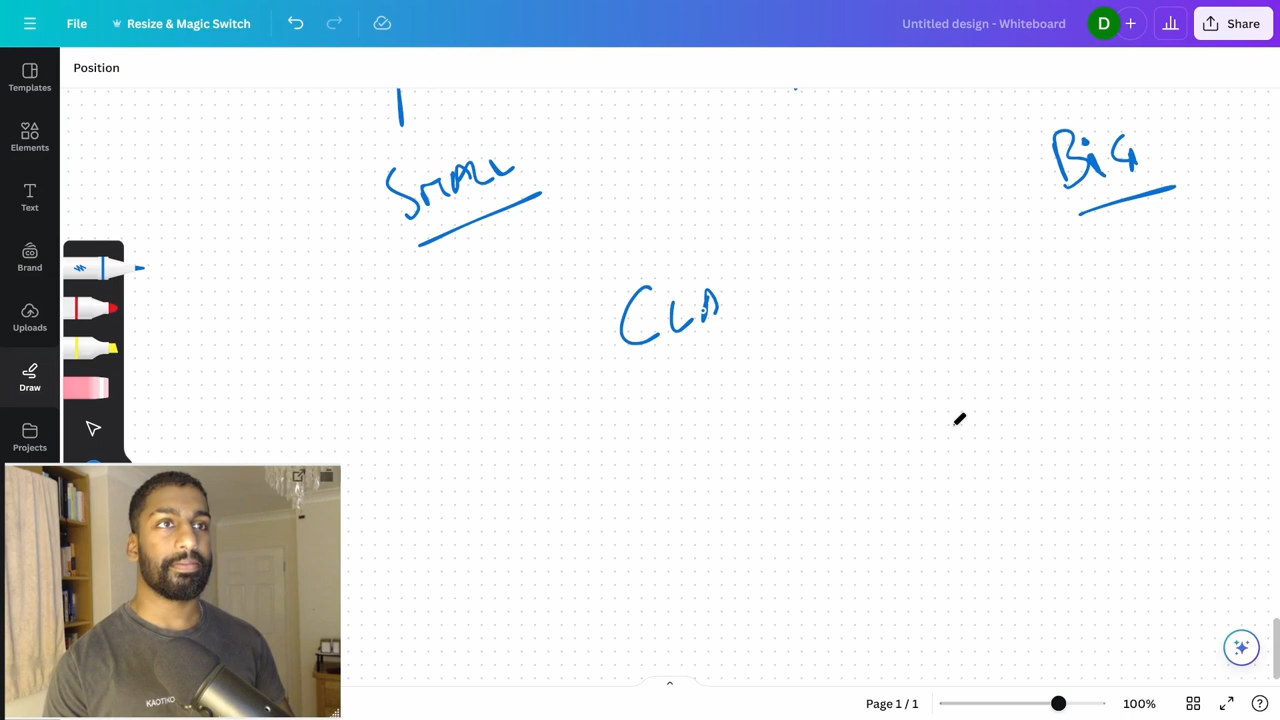 File
Resize & Magic Switch
Untitled design - Whiteboard
D
Share
Templates
Elements
Text
Brand
Uploads
Draw
Projects
Position
SMALL
BiG
CLA
KAOTIKO
Page 1 / 1
100%